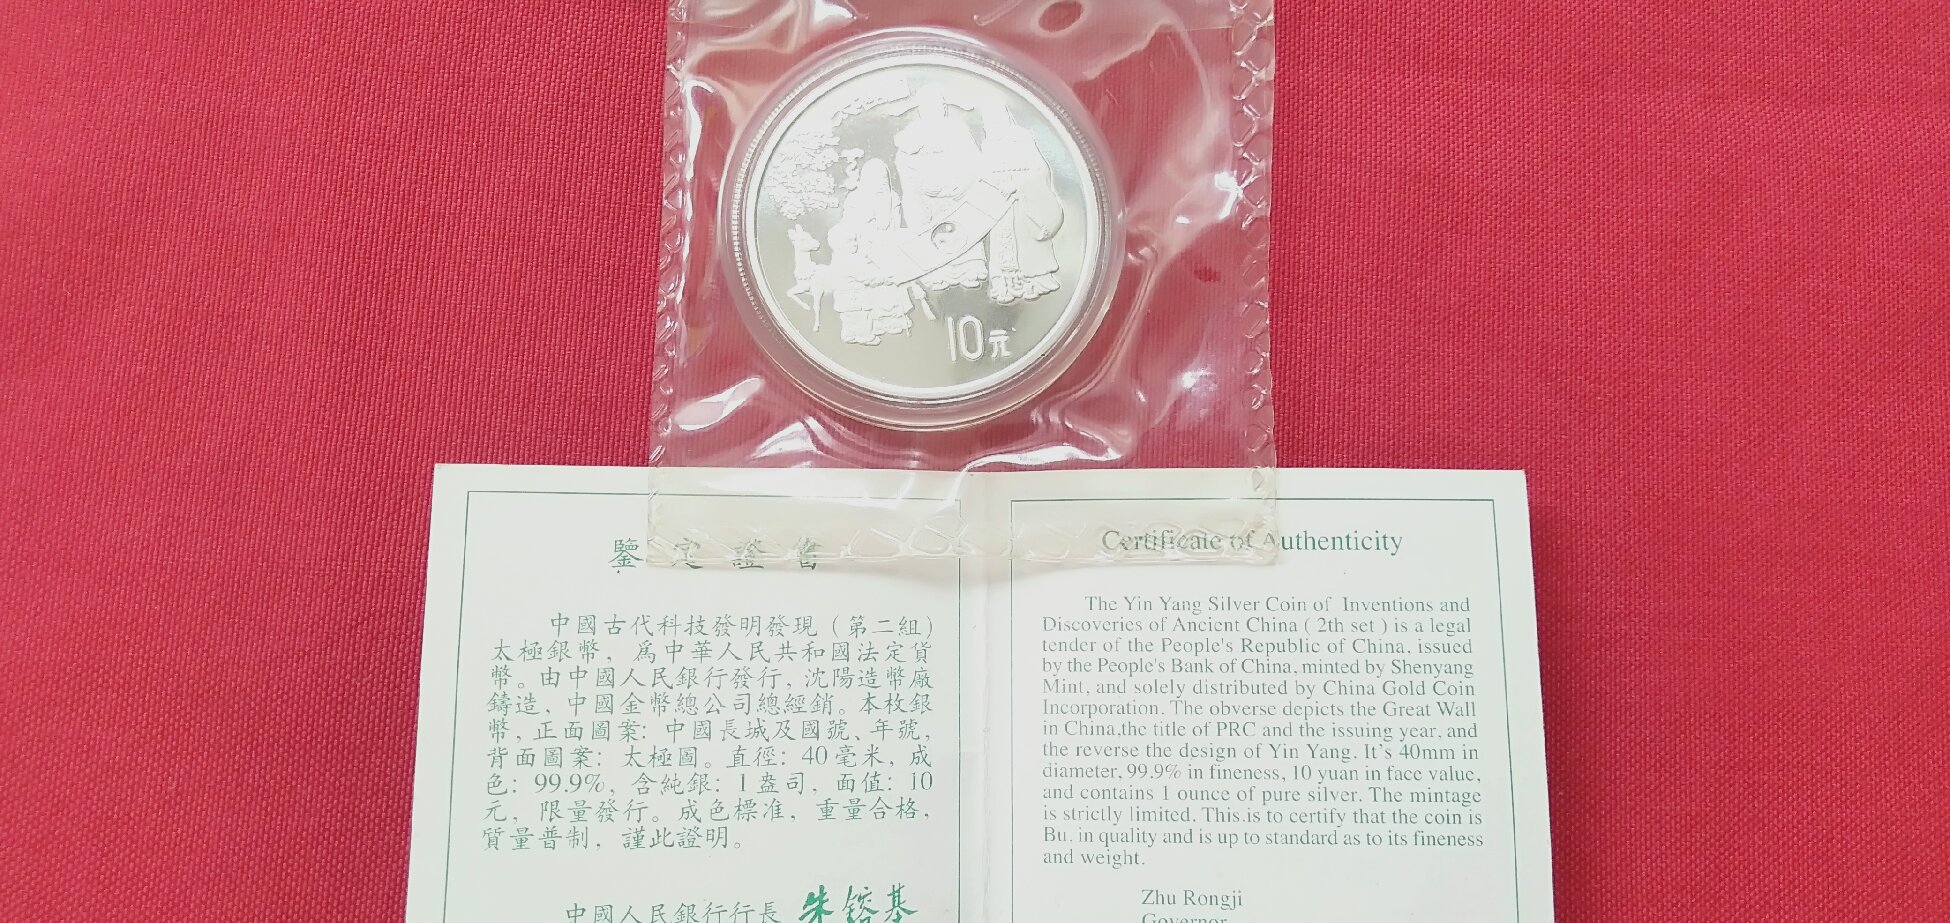 10元
鑒定證書
中國古代科技發明發現（第二組）
太極銀幣，爲中華人民共和國法定貨
幣。由中國人民銀行發行，沈陽造幣廠
鑄造，中國金幣總公司總經銷。本枚銀
幣，正面圖案：中國長城及國號、年號，
背面圖案：太極圖。直徑：40毫米，成
色：99.9%，含純銀：1盎司，面值：10
元，限量發行。成色標准，重量合格，
質量普制，謹此證明。
中國人民銀行行長 朱鎔基
Certificate of Authenticity
The Yin Yang Silver Coin of Inventions and
Discoveries of Ancient China ( 2th set ) is a legal
tender of the People's Republic of China, issued
by the People's Bank of China, minted by Shenyang
Mint, and solely distributed by China Gold Coin
Incorporation. The obverse depicts the Great Wall
in China,the title of PRC and the issuing year, and
the reverse the design of Yin Yang. It's 40mm in
diameter, 99.9% in fineness, 10 yuan in face value,
and contains 1 ounce of pure silver. The mintage
is strictly limited. This.is to certify that the coin is
Bu. in quality and is up to standard as to its fineness
and weight.
Zhu Rongji
Governor